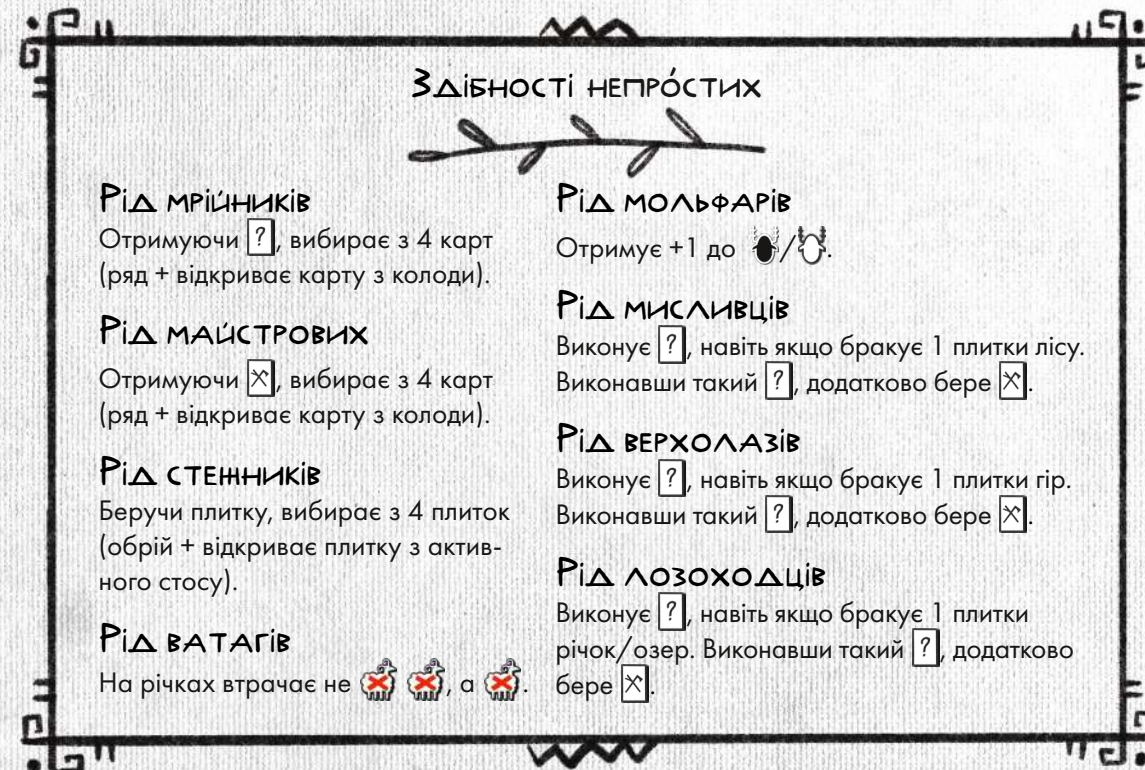 Здібності непро́стих
Рід мрійників
Отримуючи ?, вибирає з 4 карт
(ряд + відкриває карту з колоди).
Рід майстрових
Отримуючи , вибирає з 4 карт
(ряд + відкриває карту з колоди).
Рід стежників
Беручи плитку, вибирає з 4 плиток
(обрій + відкриває плитку з актив-
ного стосу).
Рід ватагів
На річках втрачає не , а .
Рід мольфарів
Отримує +1 до / .
Рід мисливців
Виконує ?, навіть якщо бракує 1 плитки лісу.
Виконавши такий ?, додатково бере .
Рід верхолазів
Виконує ?, навіть якщо бракує 1 плитки гір.
Виконавши такий ?, додатково бере .
Рід лозоходців
Виконує ?, навіть якщо бракує 1 плитки
річок/озер. Виконавши такий ?, додатково
бере .